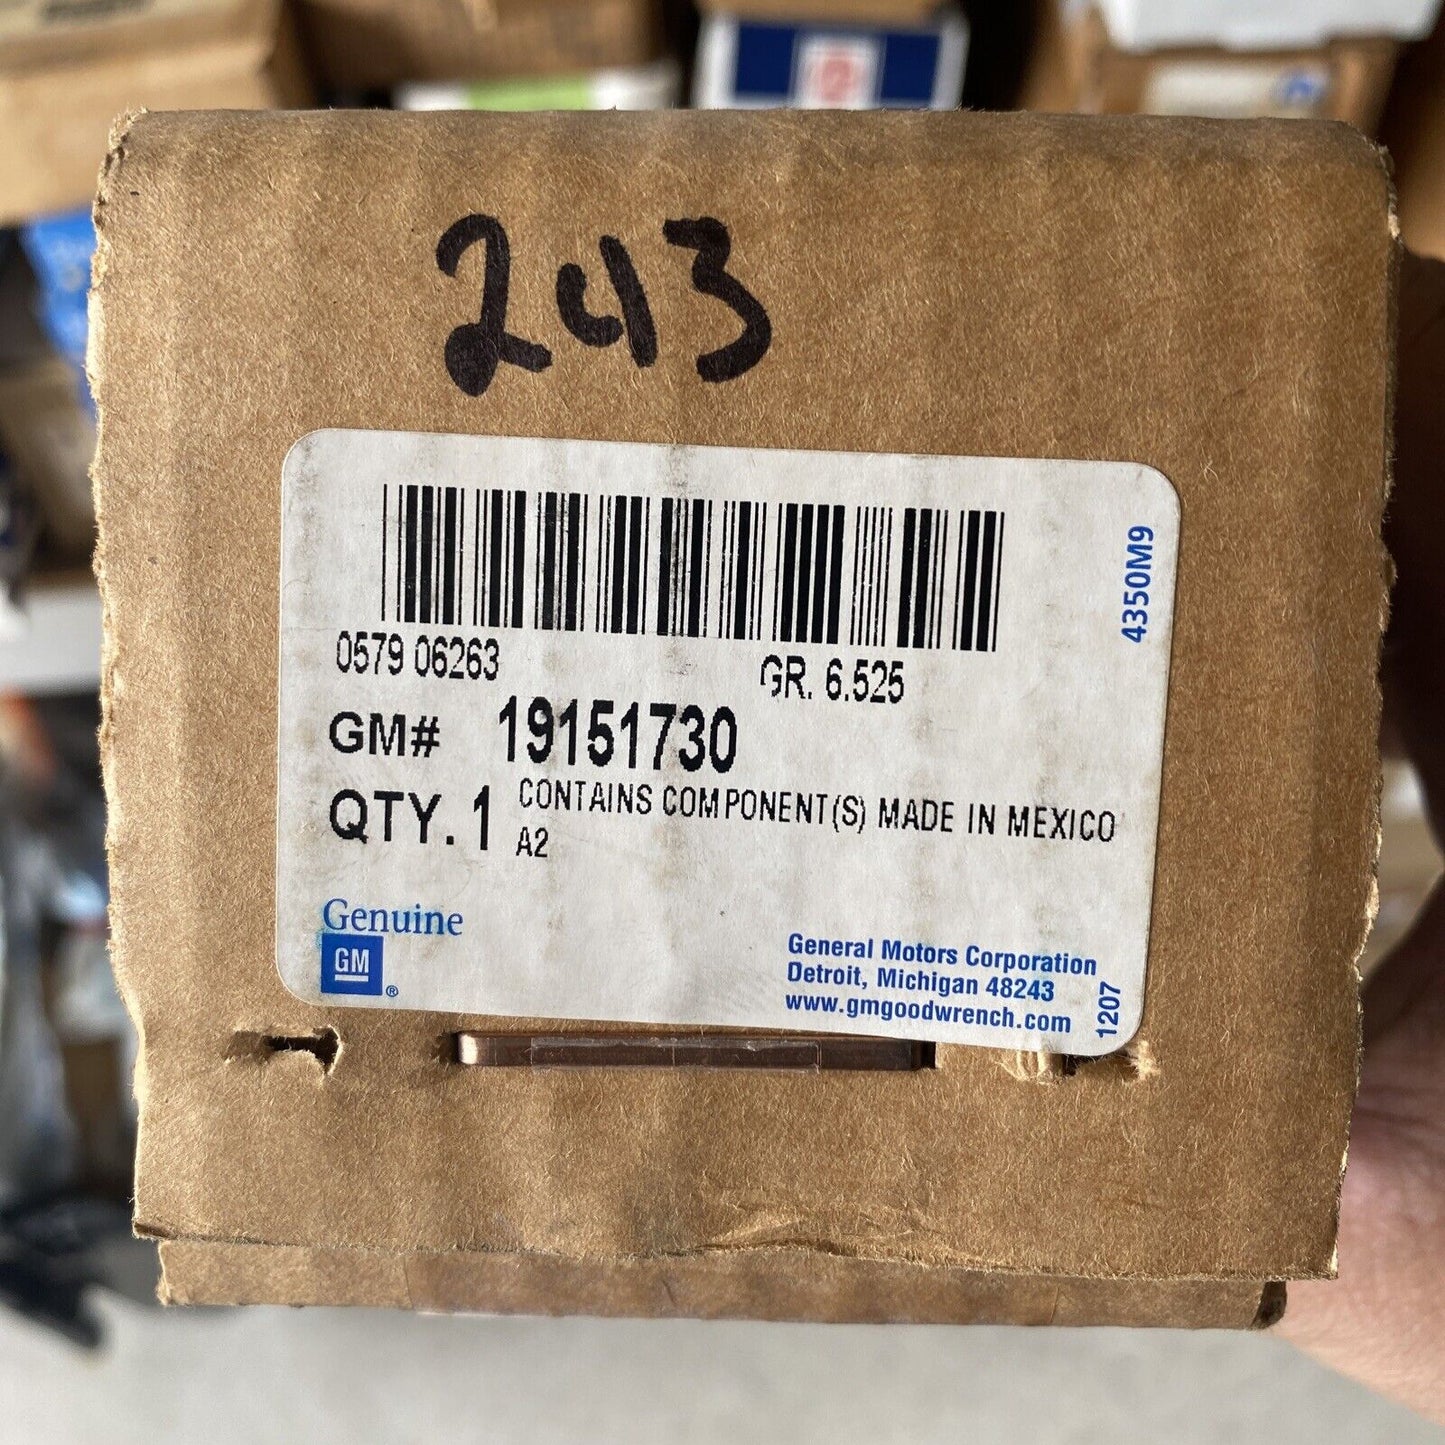 243
4350M9
0579 06263 GR. 6.525
GM# 19151730
QTY. 1 CONTAINS COMPONENT(S) MADE IN MEXICO
A2
Genuine
GM ®
General Motors Corporation
Detroit, Michigan 48243
www.gmgoodwrench.com
1207